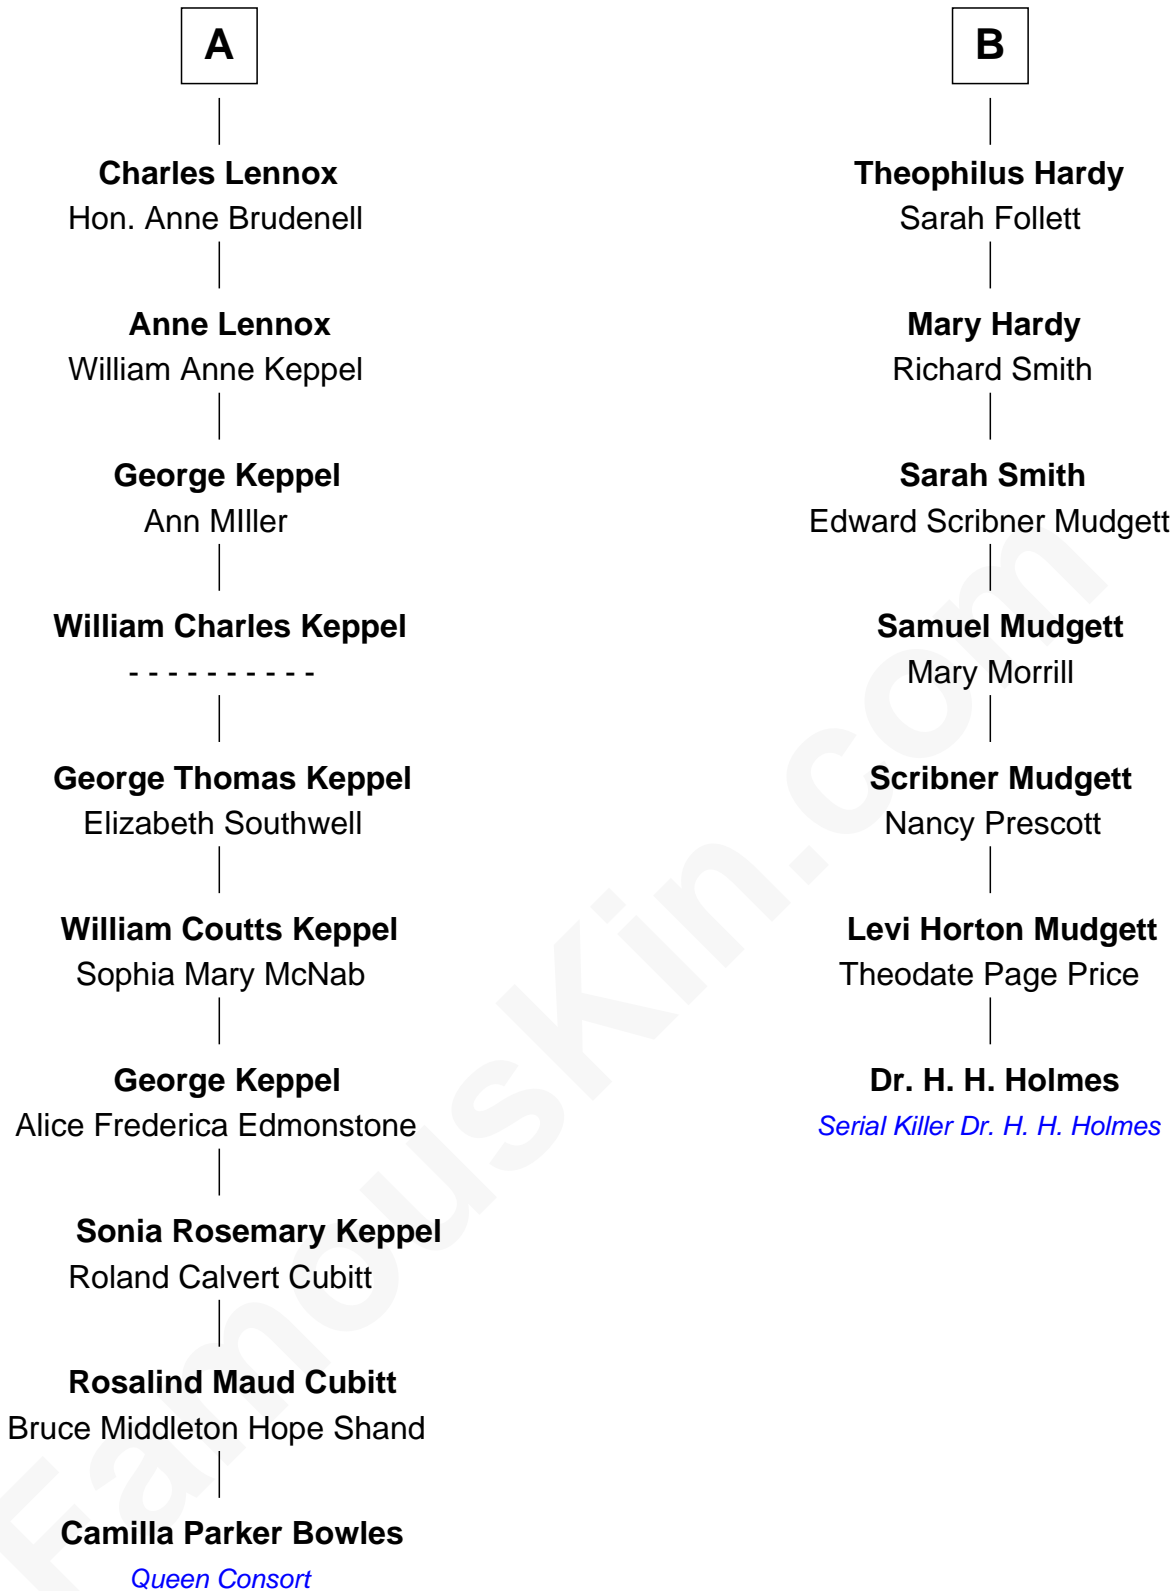 A
Charles Lennox
Hon. Anne Brudenell
Anne Lennox
William Anne Keppel
George Keppel
Ann MIller
William Charles Keppel
- - - - - - - - - -
George Thomas Keppel
Elizabeth Southwell
William Coutts Keppel
Sophia Mary McNab
George Keppel
Alice Frederica Edmonstone
Sonia Rosemary Keppel
Roland Calvert Cubitt
Rosalind Maud Cubitt
Bruce Middleton Hope Shand
Camilla Parker Bowles
Queen Consort
B
Theophilus Hardy
Sarah Follett
Mary Hardy
Richard Smith
Sarah Smith
Edward Scribner Mudgett
Samuel Mudgett
Mary Morrill
Scribner Mudgett
Nancy Prescott
Levi Horton Mudgett
Theodate Page Price
Dr. H. H. Holmes
Serial Killer Dr. H. H. Holmes
FamousKin.com